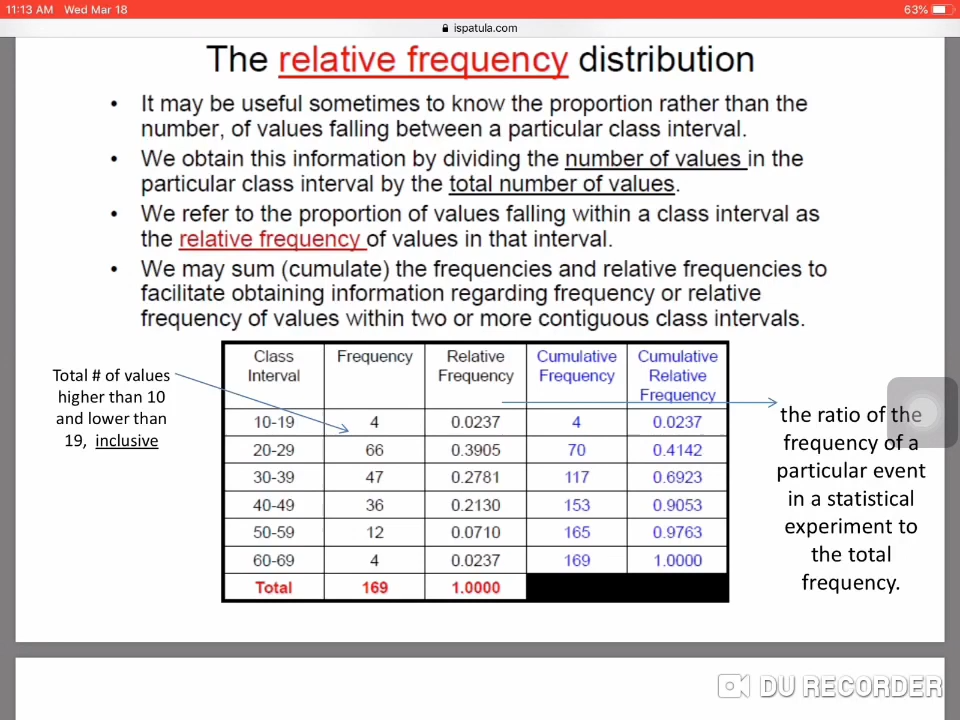 11:13 AM Wed Mar 18
63%
ispatula.com
The relative frequency distribution
• It may be useful sometimes to know the proportion rather than the
number, of values falling between a particular class interval.
• We obtain this information by dividing the number of values in the
particular class interval by the total number of values.
• We refer to the proportion of values falling within a class interval as
the relative frequency of values in that interval.
• We may sum (cumulate) the frequencies and relative frequencies to
facilitate obtaining information regarding frequency or relative
frequency of values within two or more contiguous class intervals.
Total # of values
higher than 10
and lower than
19, inclusive
Class Interval Frequency Relative Frequency Cumulative Frequency Cumulative Relative Frequency
10-19 4 0.0237 4 0.0237
20-29 66 0.3905 70 0.4142
30-39 47 0.2781 117 0.6923
40-49 36 0.2130 153 0.9053
50-59 12 0.0710 165 0.9763
60-69 4 0.0237 169 1.0000
Total 169 1.0000
the ratio of the
frequency of a
particular event
in a statistical
experiment to
the total
frequency.
DU RECORDER